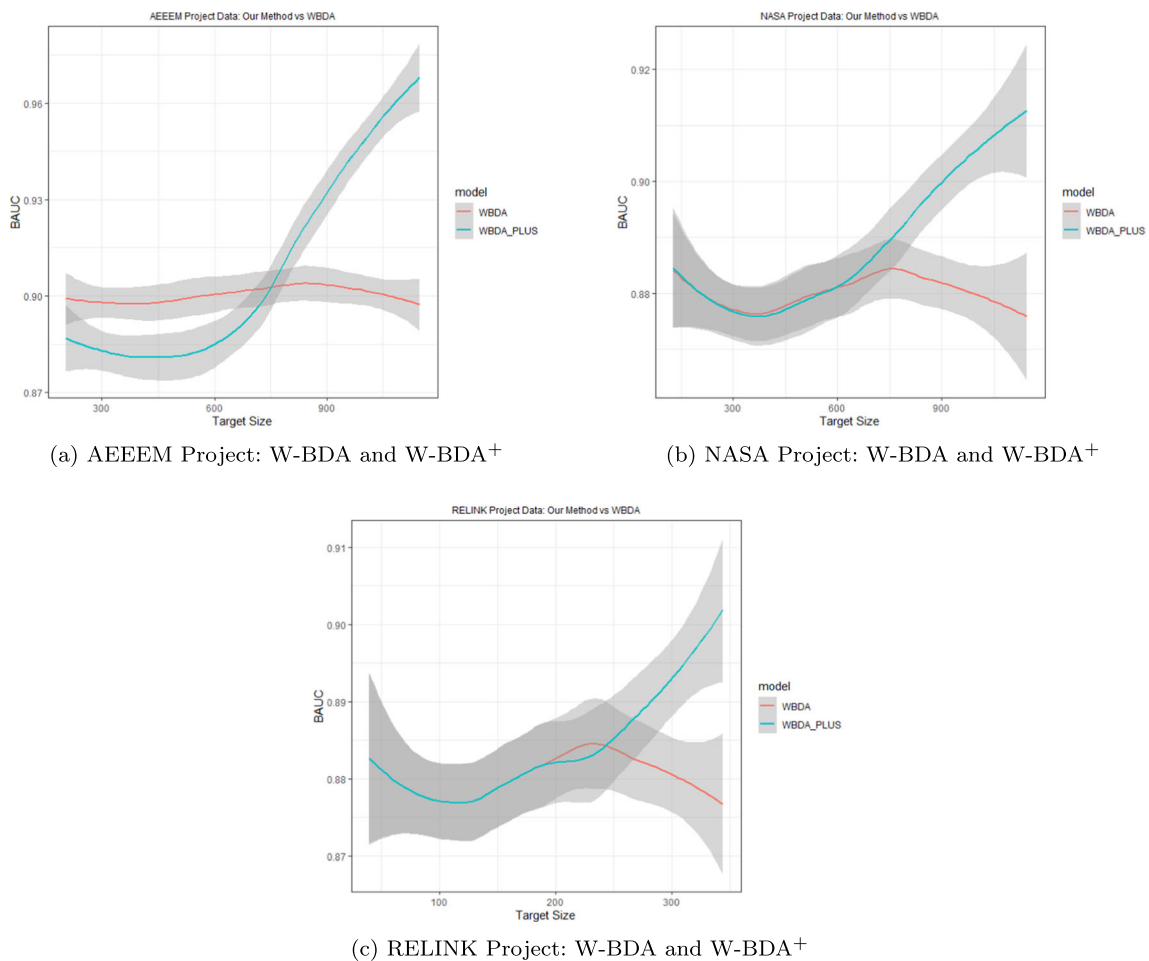 AEEEM Project Data: Our Method vs WBDA
0.96
0.93
0.90
0.87
BAUC
300 600 900
Target Size
model
WBDA
WBDA_PLUS
(a) AEEEM Project: W-BDA and W-BDA+
NASA Project Data: Our Method vs WBDA
0.92
0.90
0.88
BAUC
300 600 900
Target Size
model
WBDA
WBDA_PLUS
(b) NASA Project: W-BDA and W-BDA+
RELINK Project Data: Our Method vs WBDA
0.91
0.90
0.89
0.88
0.87
BAUC
100 200 300
Target Size
model
WBDA
WBDA_PLUS
(c) RELINK Project: W-BDA and W-BDA+